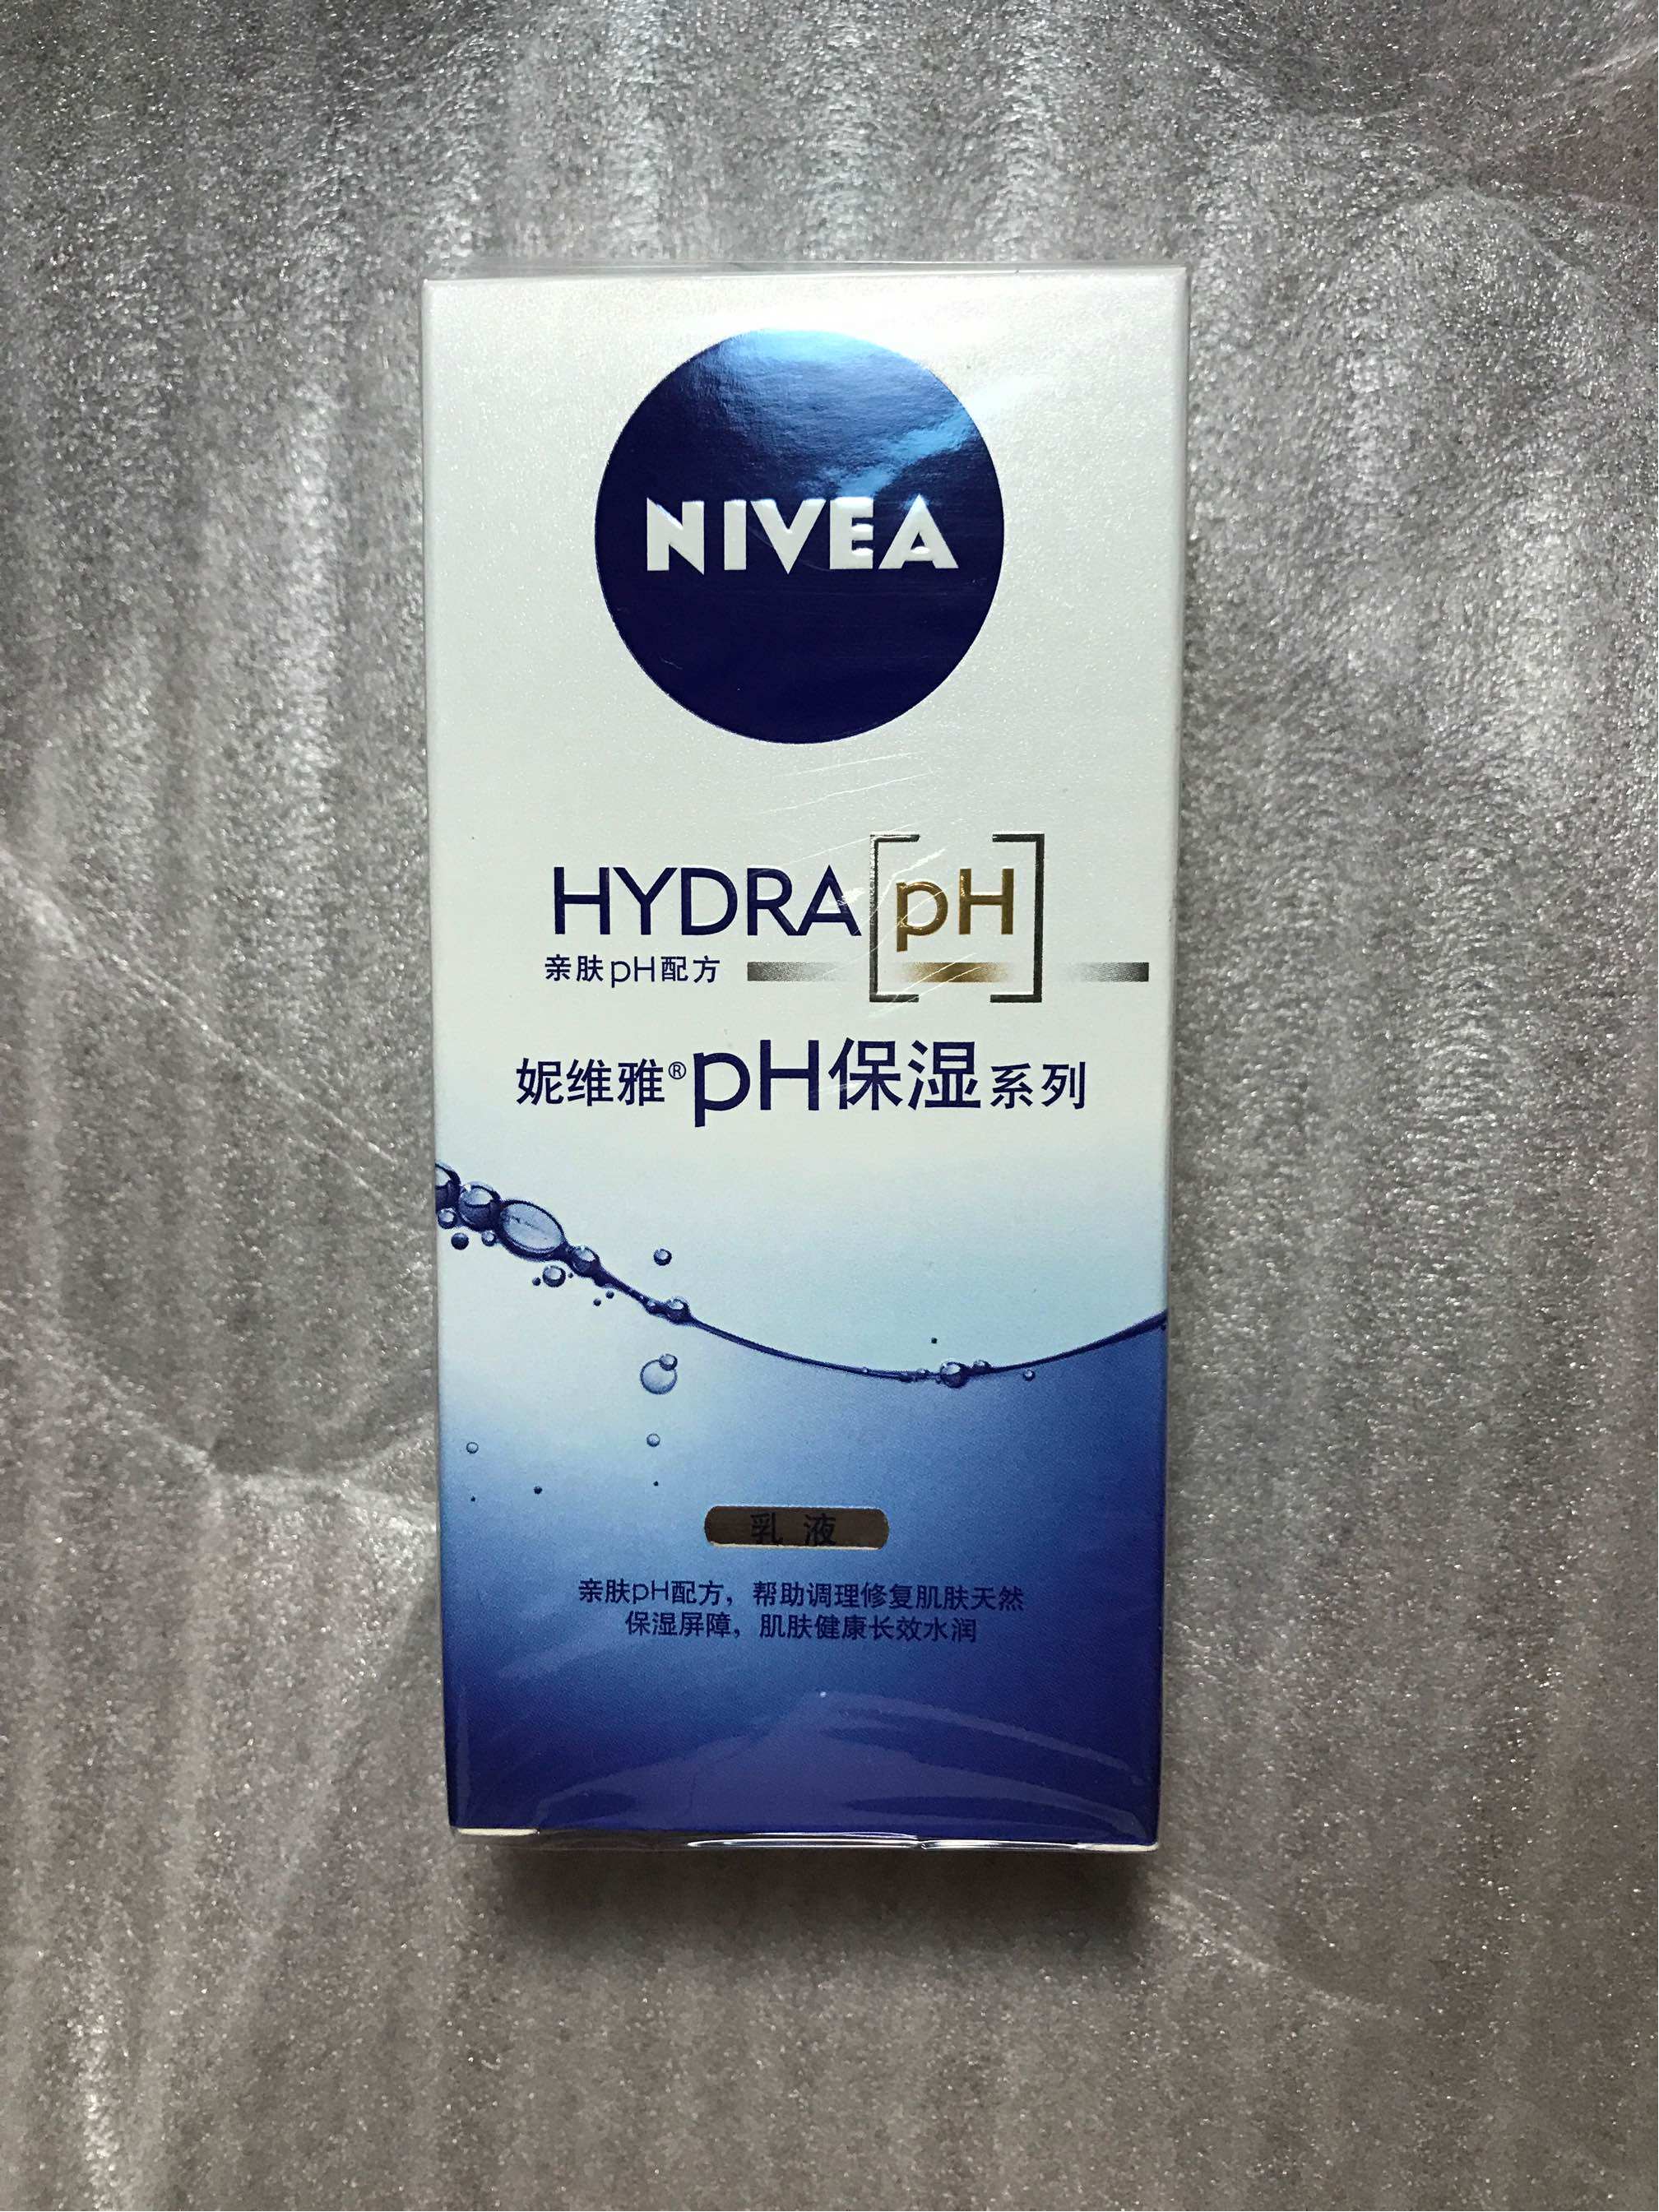 NIVEA
HYDRA [pH]
亲肤pH配方
妮维雅®pH保湿系列
乳液
亲肤pH配方，帮助调理修复肌肤天然
保湿屏障，肌肤健康长效水润